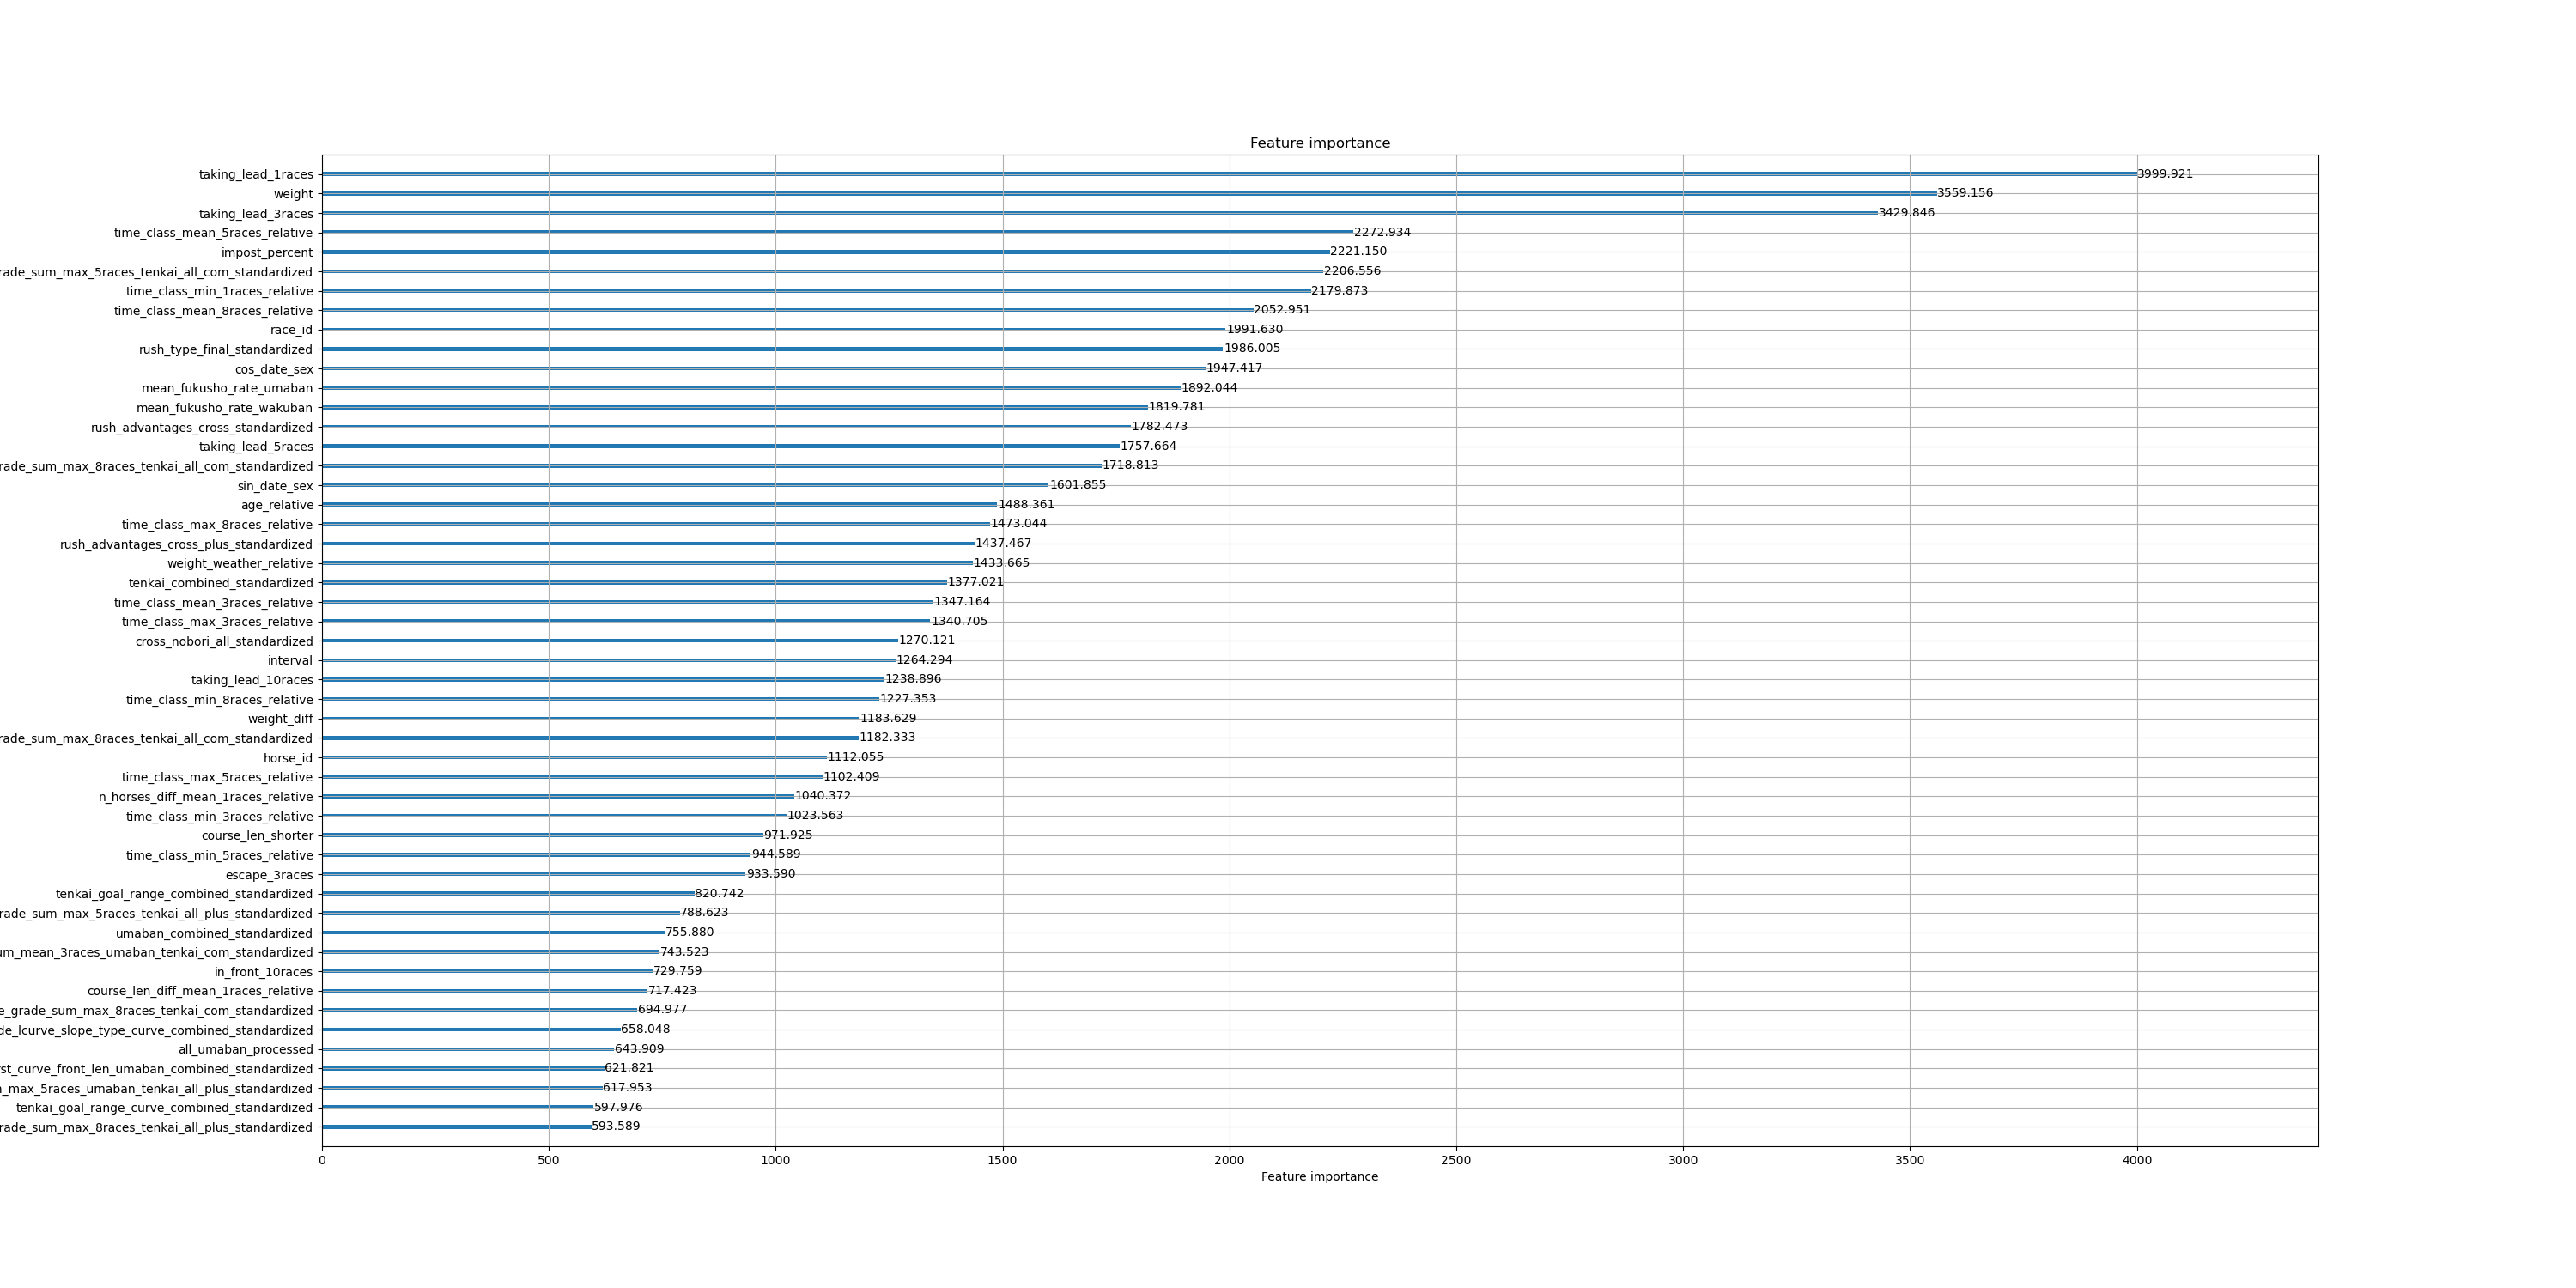 Feature importance
taking_lead_1races 3999.921
weight 3559.156
taking_lead_3races 3429.846
time_class_mean_5races_relative 2272.934
impost_percent 2221.150
rade_sum_max_5races_tenkai_all_com_standardized 2206.556
time_class_min_1races_relative 2179.873
time_class_mean_8races_relative 2052.951
race_id 1991.630
rush_type_final_standardized 1986.005
cos_date_sex 1947.417
mean_fukusho_rate_umaban 1892.044
mean_fukusho_rate_wakuban 1819.781
rush_advantages_cross_standardized 1782.473
taking_lead_5races 1757.664
rade_sum_max_8races_tenkai_all_com_standardized 1718.813
sin_date_sex 1601.855
age_relative 1488.361
time_class_max_8races_relative 1473.044
rush_advantages_cross_plus_standardized 1437.467
weight_weather_relative 1433.665
tenkai_combined_standardized 1377.021
time_class_mean_3races_relative 1347.164
time_class_max_3races_relative 1340.705
cross_nobori_all_standardized 1270.121
interval 1264.294
taking_lead_10races 1238.896
time_class_min_8races_relative 1227.353
weight_diff 1183.629
rade_sum_max_8races_tenkai_all_com_standardized 1182.333
horse_id 1112.055
time_class_max_5races_relative 1102.409
n_horses_diff_mean_1races_relative 1040.372
time_class_min_3races_relative 1023.563
course_len_shorter 971.925
time_class_min_5races_relative 944.589
escape_3races 933.590
tenkai_goal_range_combined_standardized 820.742
rade_sum_max_5races_tenkai_all_plus_standardized 788.623
umaban_combined_standardized 755.880
um_mean_3races_umaban_tenkai_com_standardized 743.523
in_front_10races 729.759
course_len_diff_mean_1races_relative 717.423
e_grade_sum_max_8races_tenkai_com_standardized 694.977
de_lcurve_slope_type_curve_combined_standardized 658.048
all_umaban_processed 643.909
st_curve_front_len_umaban_combined_standardized 621.821
_max_5races_umaban_tenkai_all_plus_standardized 617.953
tenkai_goal_range_curve_combined_standardized 597.976
rade_sum_max_8races_tenkai_all_plus_standardized 593.589
0 500 1000 1500 2000 2500 3000 3500 4000
Feature importance